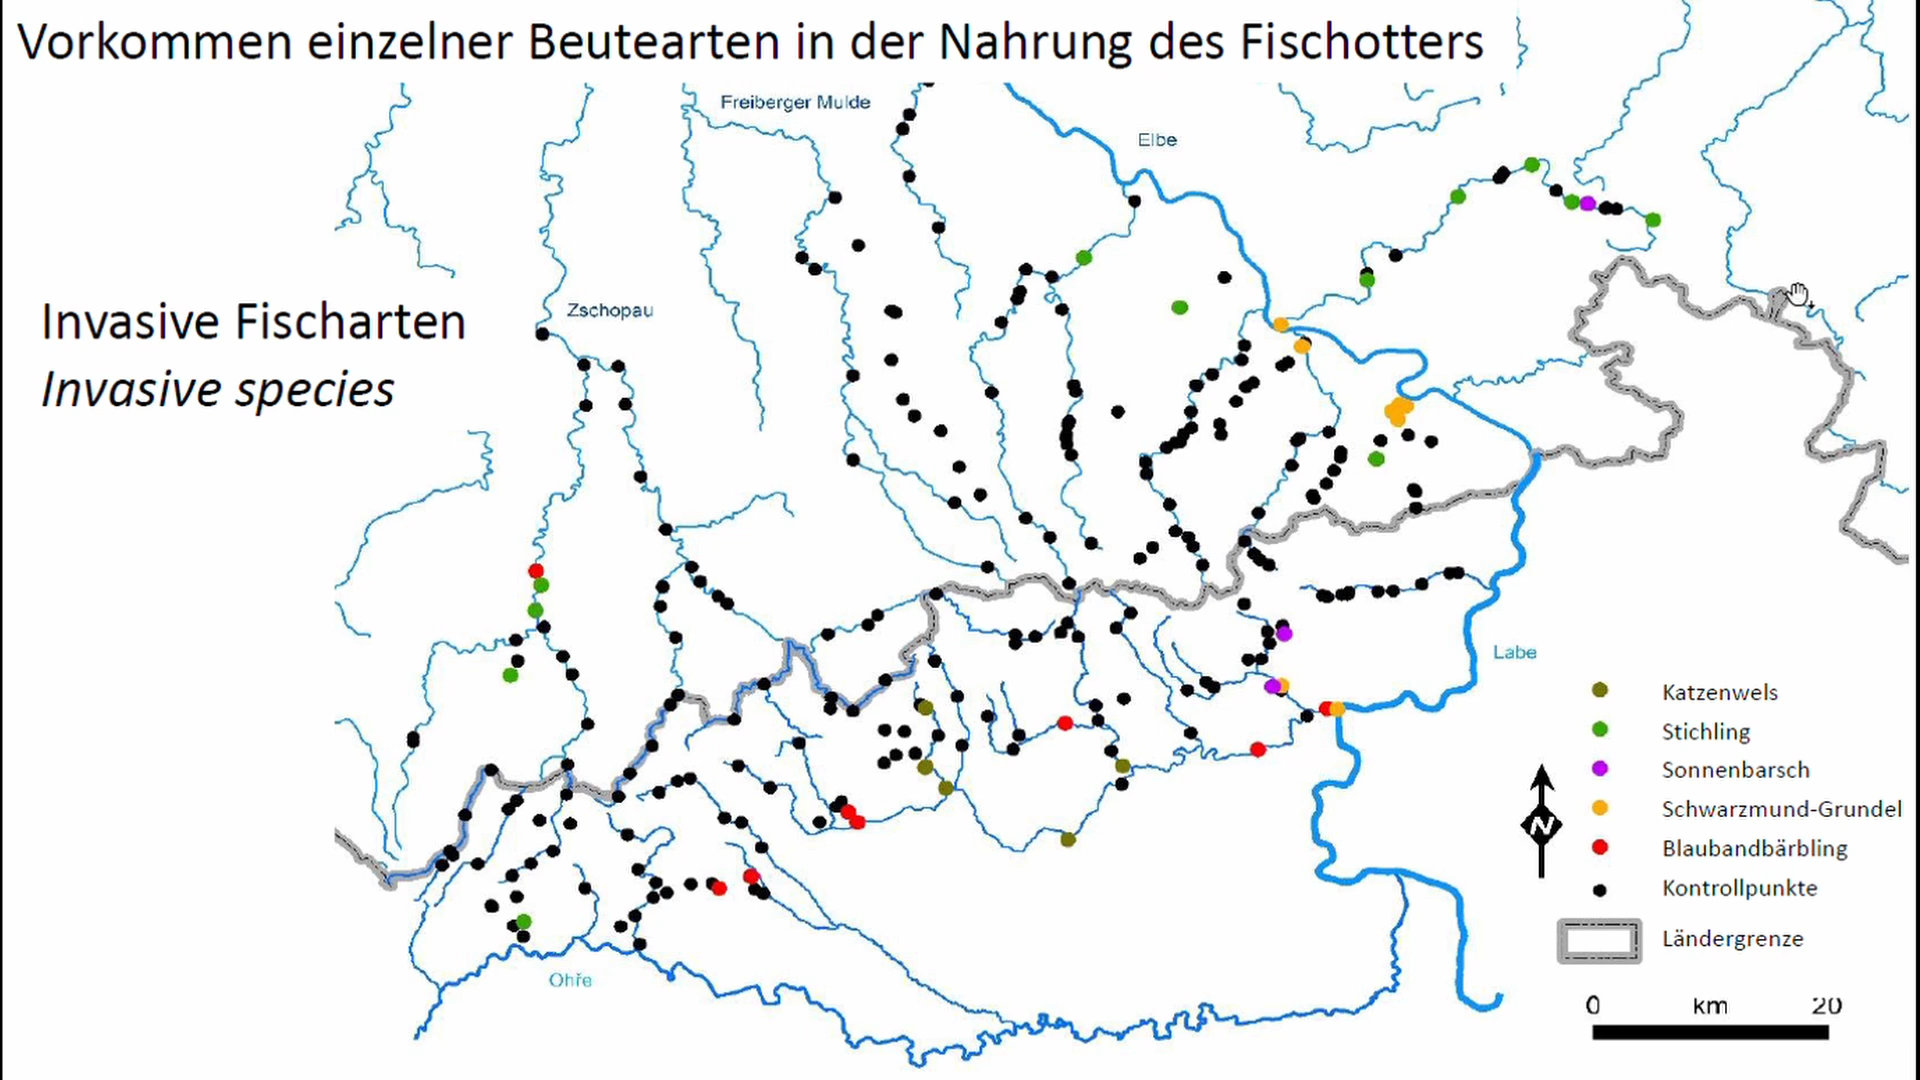 Vorkommen einzelner Beutearten in der Nahrung des Fischotters
Freiberger Mulde
Elbe
Zschopau
Invasive Fischarten
Invasive species
Labe
Katzenwels
Stichling
Sonnenbarsch
Schwarzmund-Grundel
Blaubandbärbling
Kontrollpunkte
Ländergrenze
N
Ohře
0 km 20